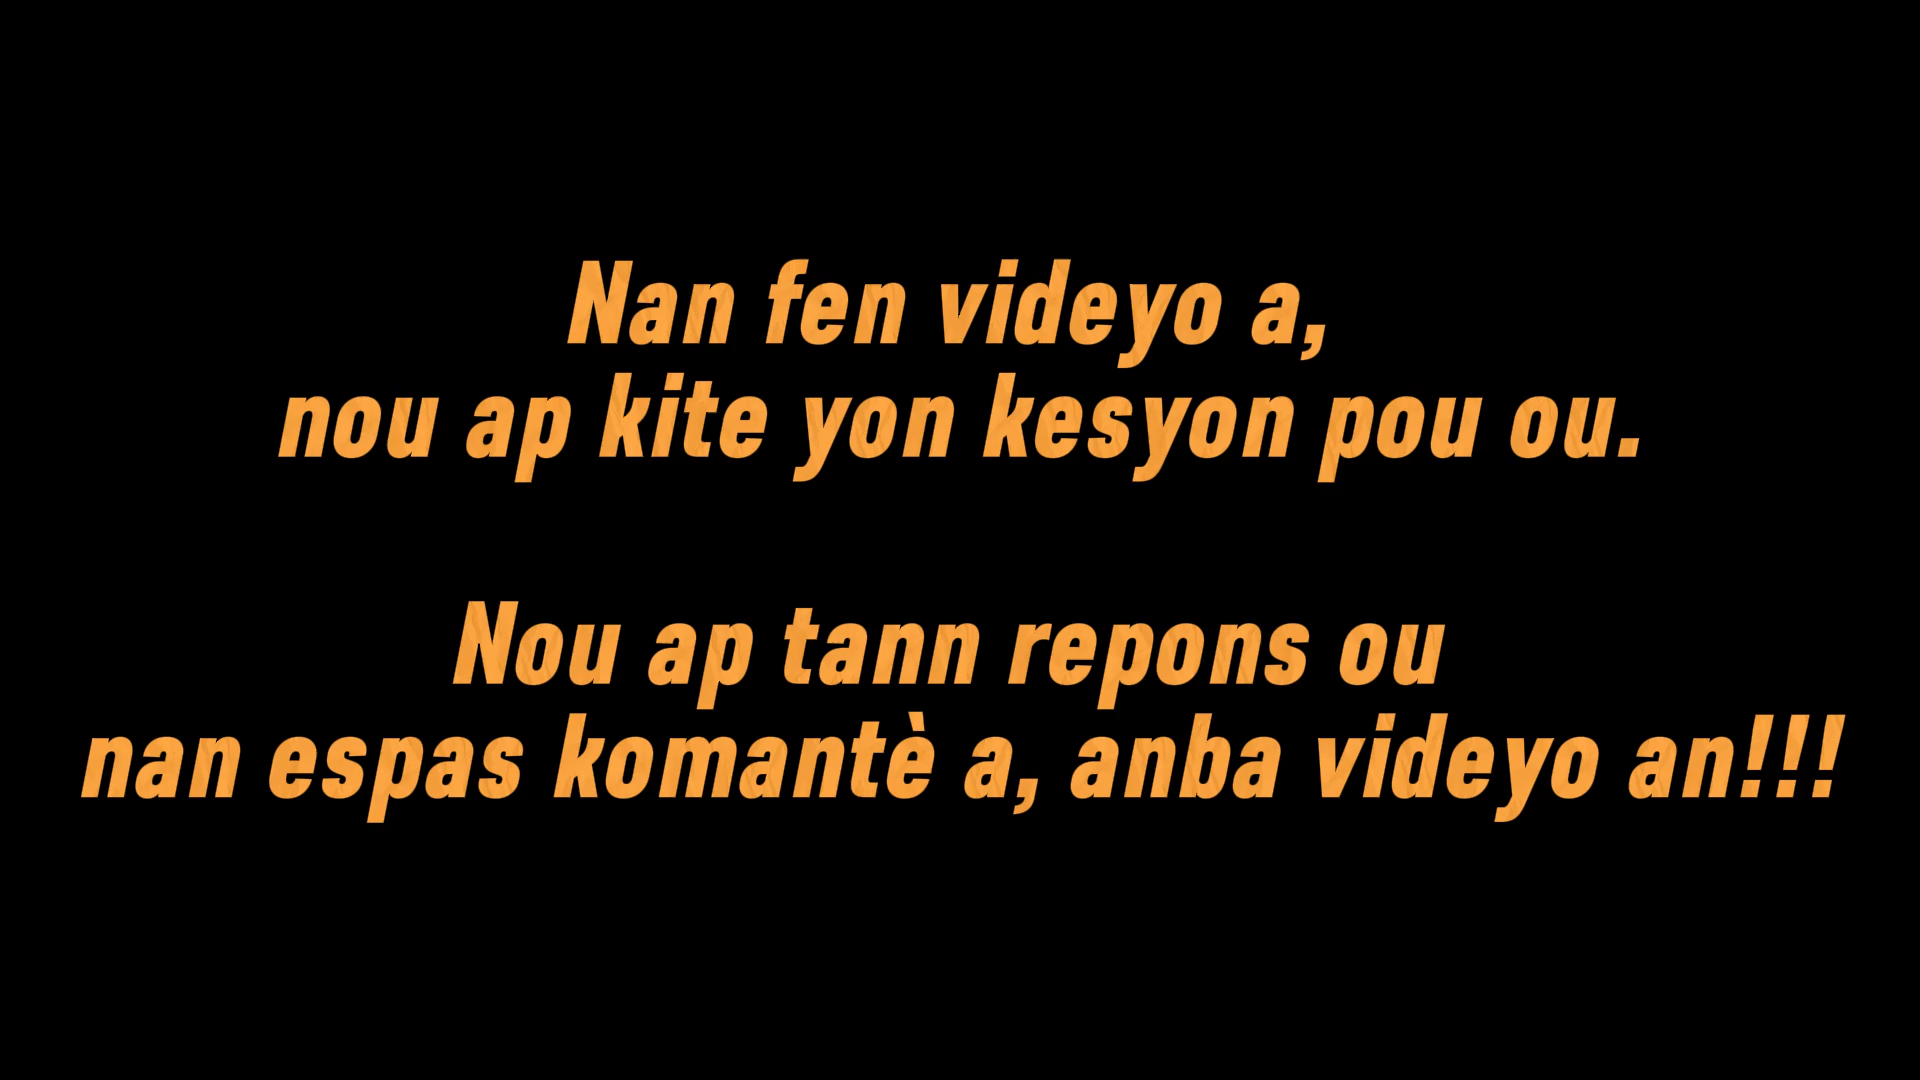 Nan fen videyo a,
nou ap kite yon kesyon pou ou.
Nou ap tann repons ou
nan espas komantè a, anba videyo an!!!